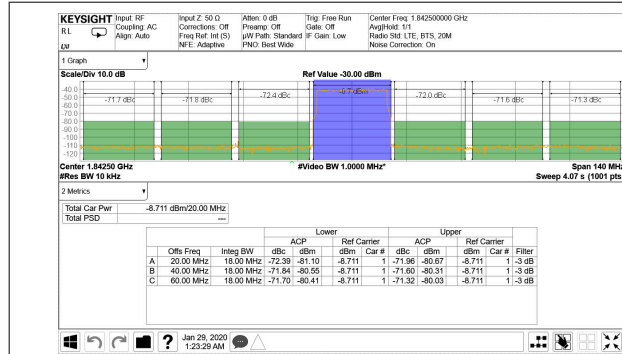 KEYSIGHT Input: RF Input Z: 50 Ω Atten: 0 dB Trig: Free Run Center Freq: 1.842500000 GHz
R L Coupling: AC Corrections: Off Preamp: Off Gate: Off Avg|Hold: 1/1
Align: Auto Freq Ref: Int (S) µW Path: Standard IF Gain: Low Radio Std: LTE, BTS, 20M
LXI NFE: Adaptive PNO: Best Wide Noise Correction: On
1 Graph
Scale/Div 10.0 dB Ref Value -30.00 dBm
-40.0
-50.0
-60.0
-70.0
-80.0
-90.0
-100
-110
-120
-71.7 dBc -71.8 dBc -72.4 dBc -8.7 dBm -72.0 dBc -71.6 dBc -71.3 dBc
Center 1.84250 GHz #Video BW 1.0000 MHz* Span 140 MHz
#Res BW 10 kHz Sweep 4.07 s (1001 pts)
2 Metrics
Total Car Pwr -8.711 dBm/20.00 MHz
Total PSD ---
Lower Upper
ACP Ref Carrier ACP Ref Carrier
Offs Freq Integ BW dBc dBm dBm Car # dBc dBm dBm Car # Filter
A 20.00 MHz 18.00 MHz -72.39 -81.10 -8.711 1 -71.96 -80.67 -8.711 1 -3 dB
B 40.00 MHz 18.00 MHz -71.84 -80.55 -8.711 1 -71.60 -80.31 -8.711 1 -3 dB
C 60.00 MHz 18.00 MHz -71.70 -80.41 -8.711 1 -71.32 -80.03 -8.711 1 -3 dB
? Jan 29, 2020
1:23:29 AM